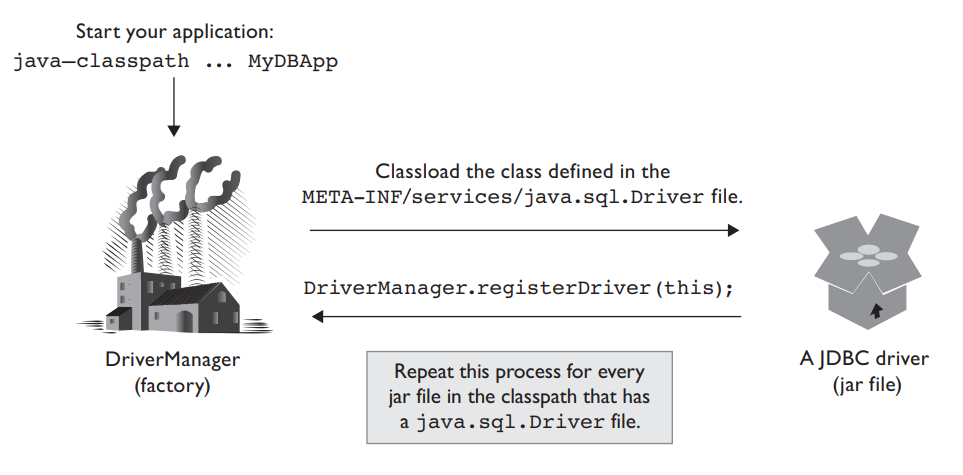 Start your application:
java—classpath ... MyDBApp
Classload the class defined in the
META-INF/services/java.sql.Driver file.
DriverManager.registerDriver(this);
DriverManager
(factory)
Repeat this process for every
jar file in the classpath that has
a java.sql.Driver file.
A JDBC driver
(jar file)